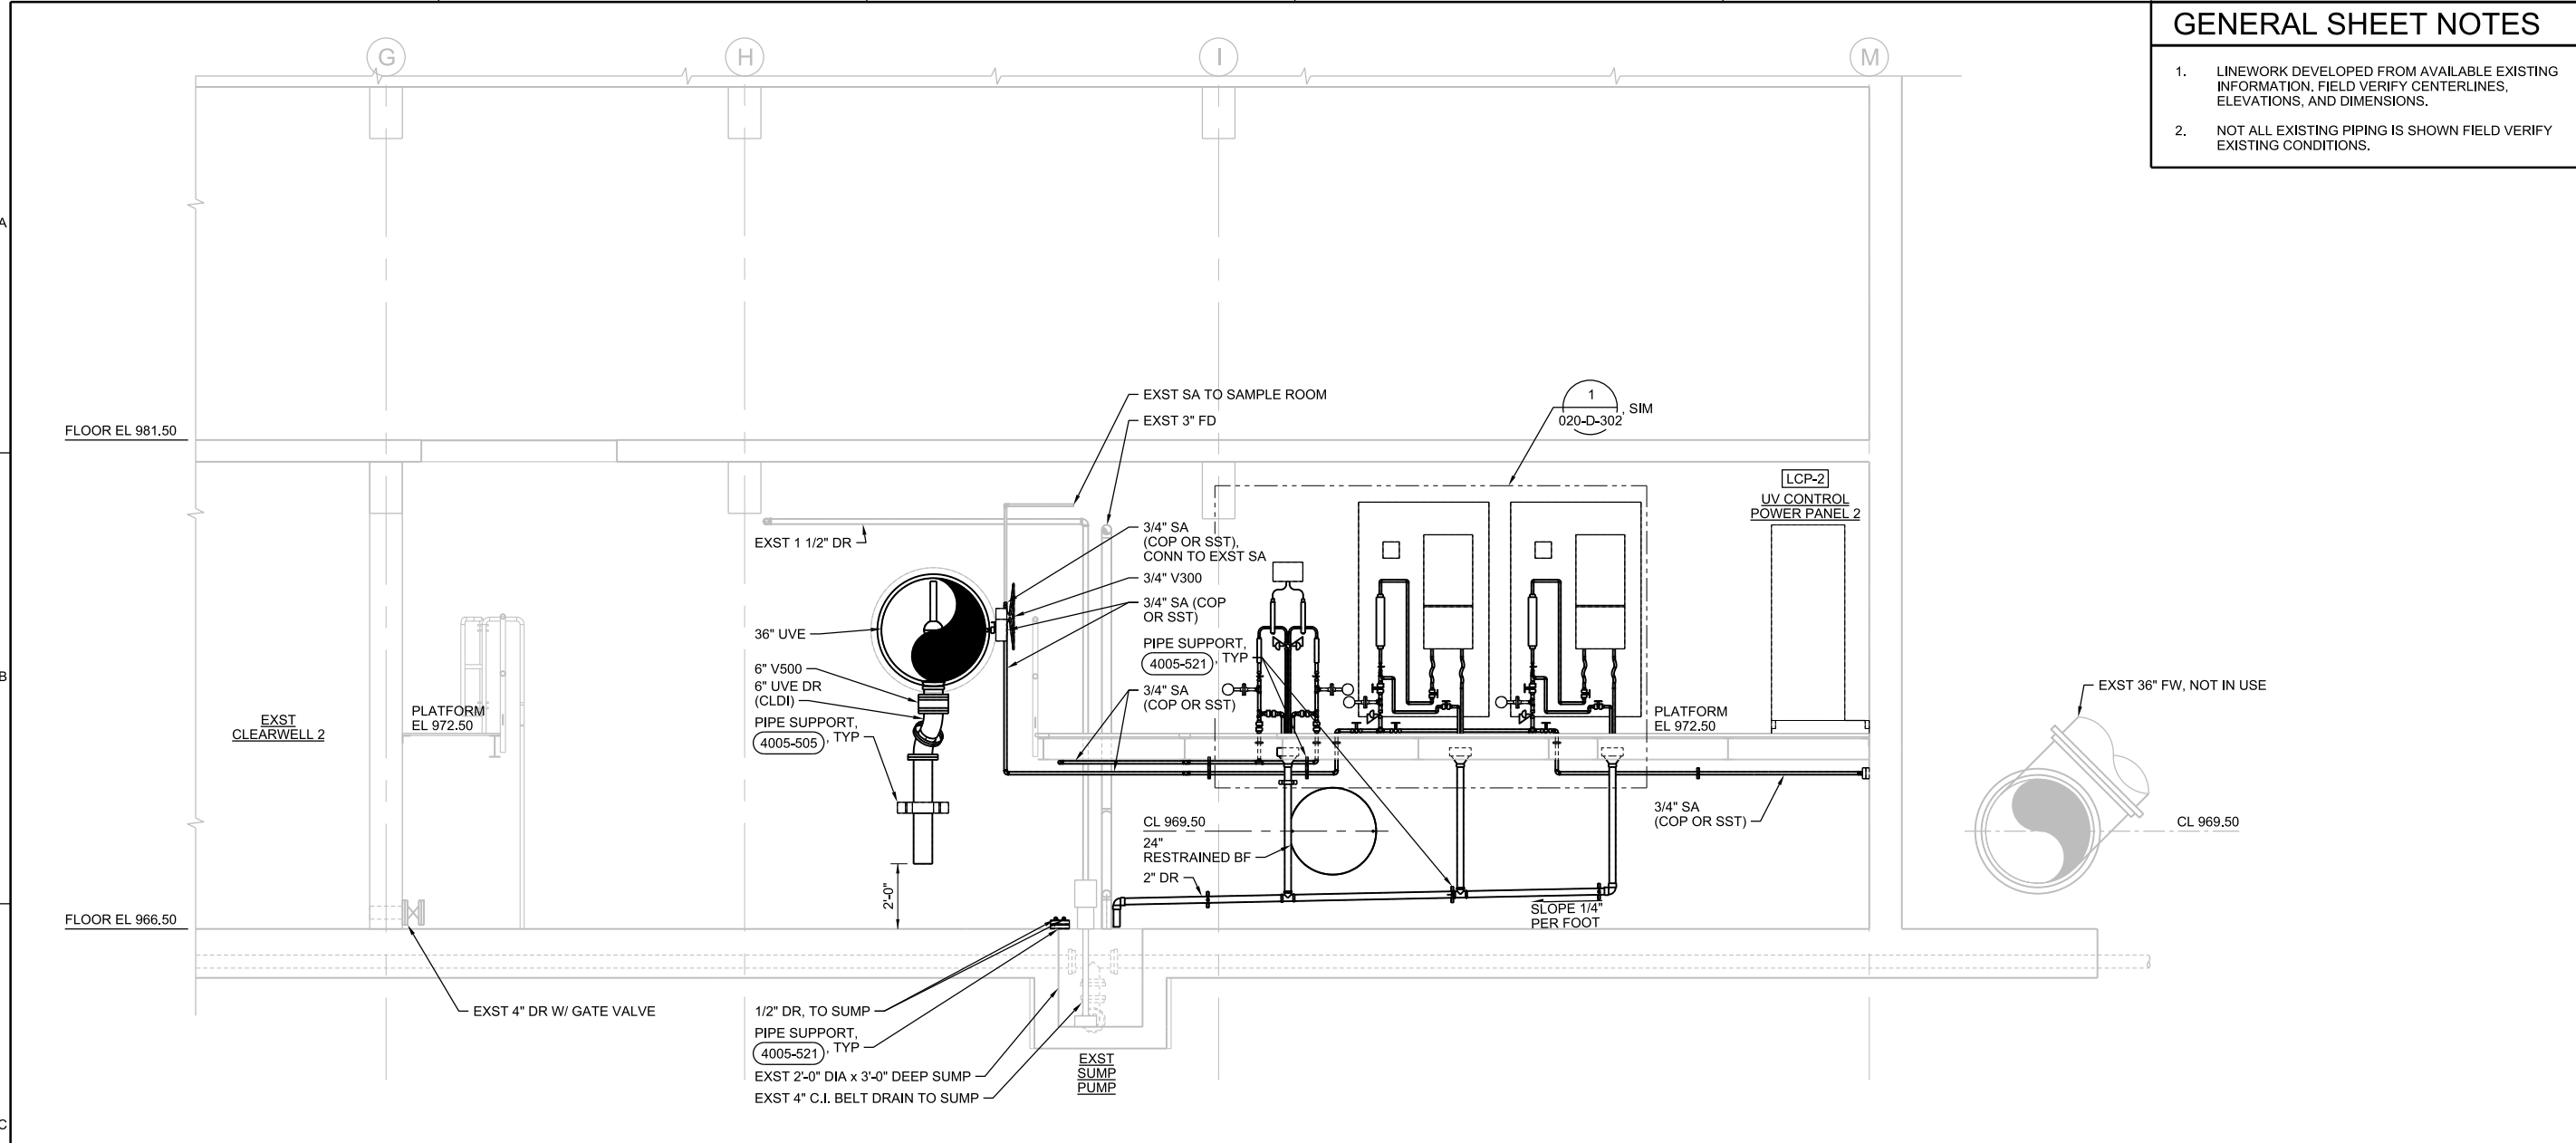 GENERAL SHEET NOTES
1. LINEWORK DEVELOPED FROM AVAILABLE EXISTING
INFORMATION, FIELD VERIFY CENTERLINES,
ELEVATIONS, AND DIMENSIONS.
2. NOT ALL EXISTING PIPING IS SHOWN FIELD VERIFY
EXISTING CONDITIONS.
G
H
I
M
A
B
C
FLOOR EL 981.50
EXST SA TO SAMPLE ROOM
EXST 3" FD
1
020-D-302
, SIM
LCP-2
UV CONTROL
POWER PANEL 2
EXST 1 1/2" DR
3/4" SA
(COP OR SST),
CONN TO EXST SA
3/4" V300
3/4" SA (COP
OR SST)
PIPE SUPPORT,
4005-521, TYP
3/4" SA
(COP OR SST)
36" UVE
6" V500
6" UVE DR
(CLDI)
PIPE SUPPORT,
4005-505, TYP
EXST
CLEARWELL 2
PLATFORM
EL 972.50
PLATFORM
EL 972.50
EXST 36" FW, NOT IN USE
CL 969.50
CL 969.50
24"
RESTRAINED BF
2" DR
3/4" SA
(COP OR SST)
2'-0"
SLOPE 1/4"
PER FOOT
FLOOR EL 966.50
EXST 4" DR W/ GATE VALVE
1/2" DR, TO SUMP
PIPE SUPPORT,
4005-521, TYP
EXST 2'-0" DIA x 3'-0" DEEP SUMP
EXST 4" C.I. BELT DRAIN TO SUMP
EXST
SUMP
PUMP